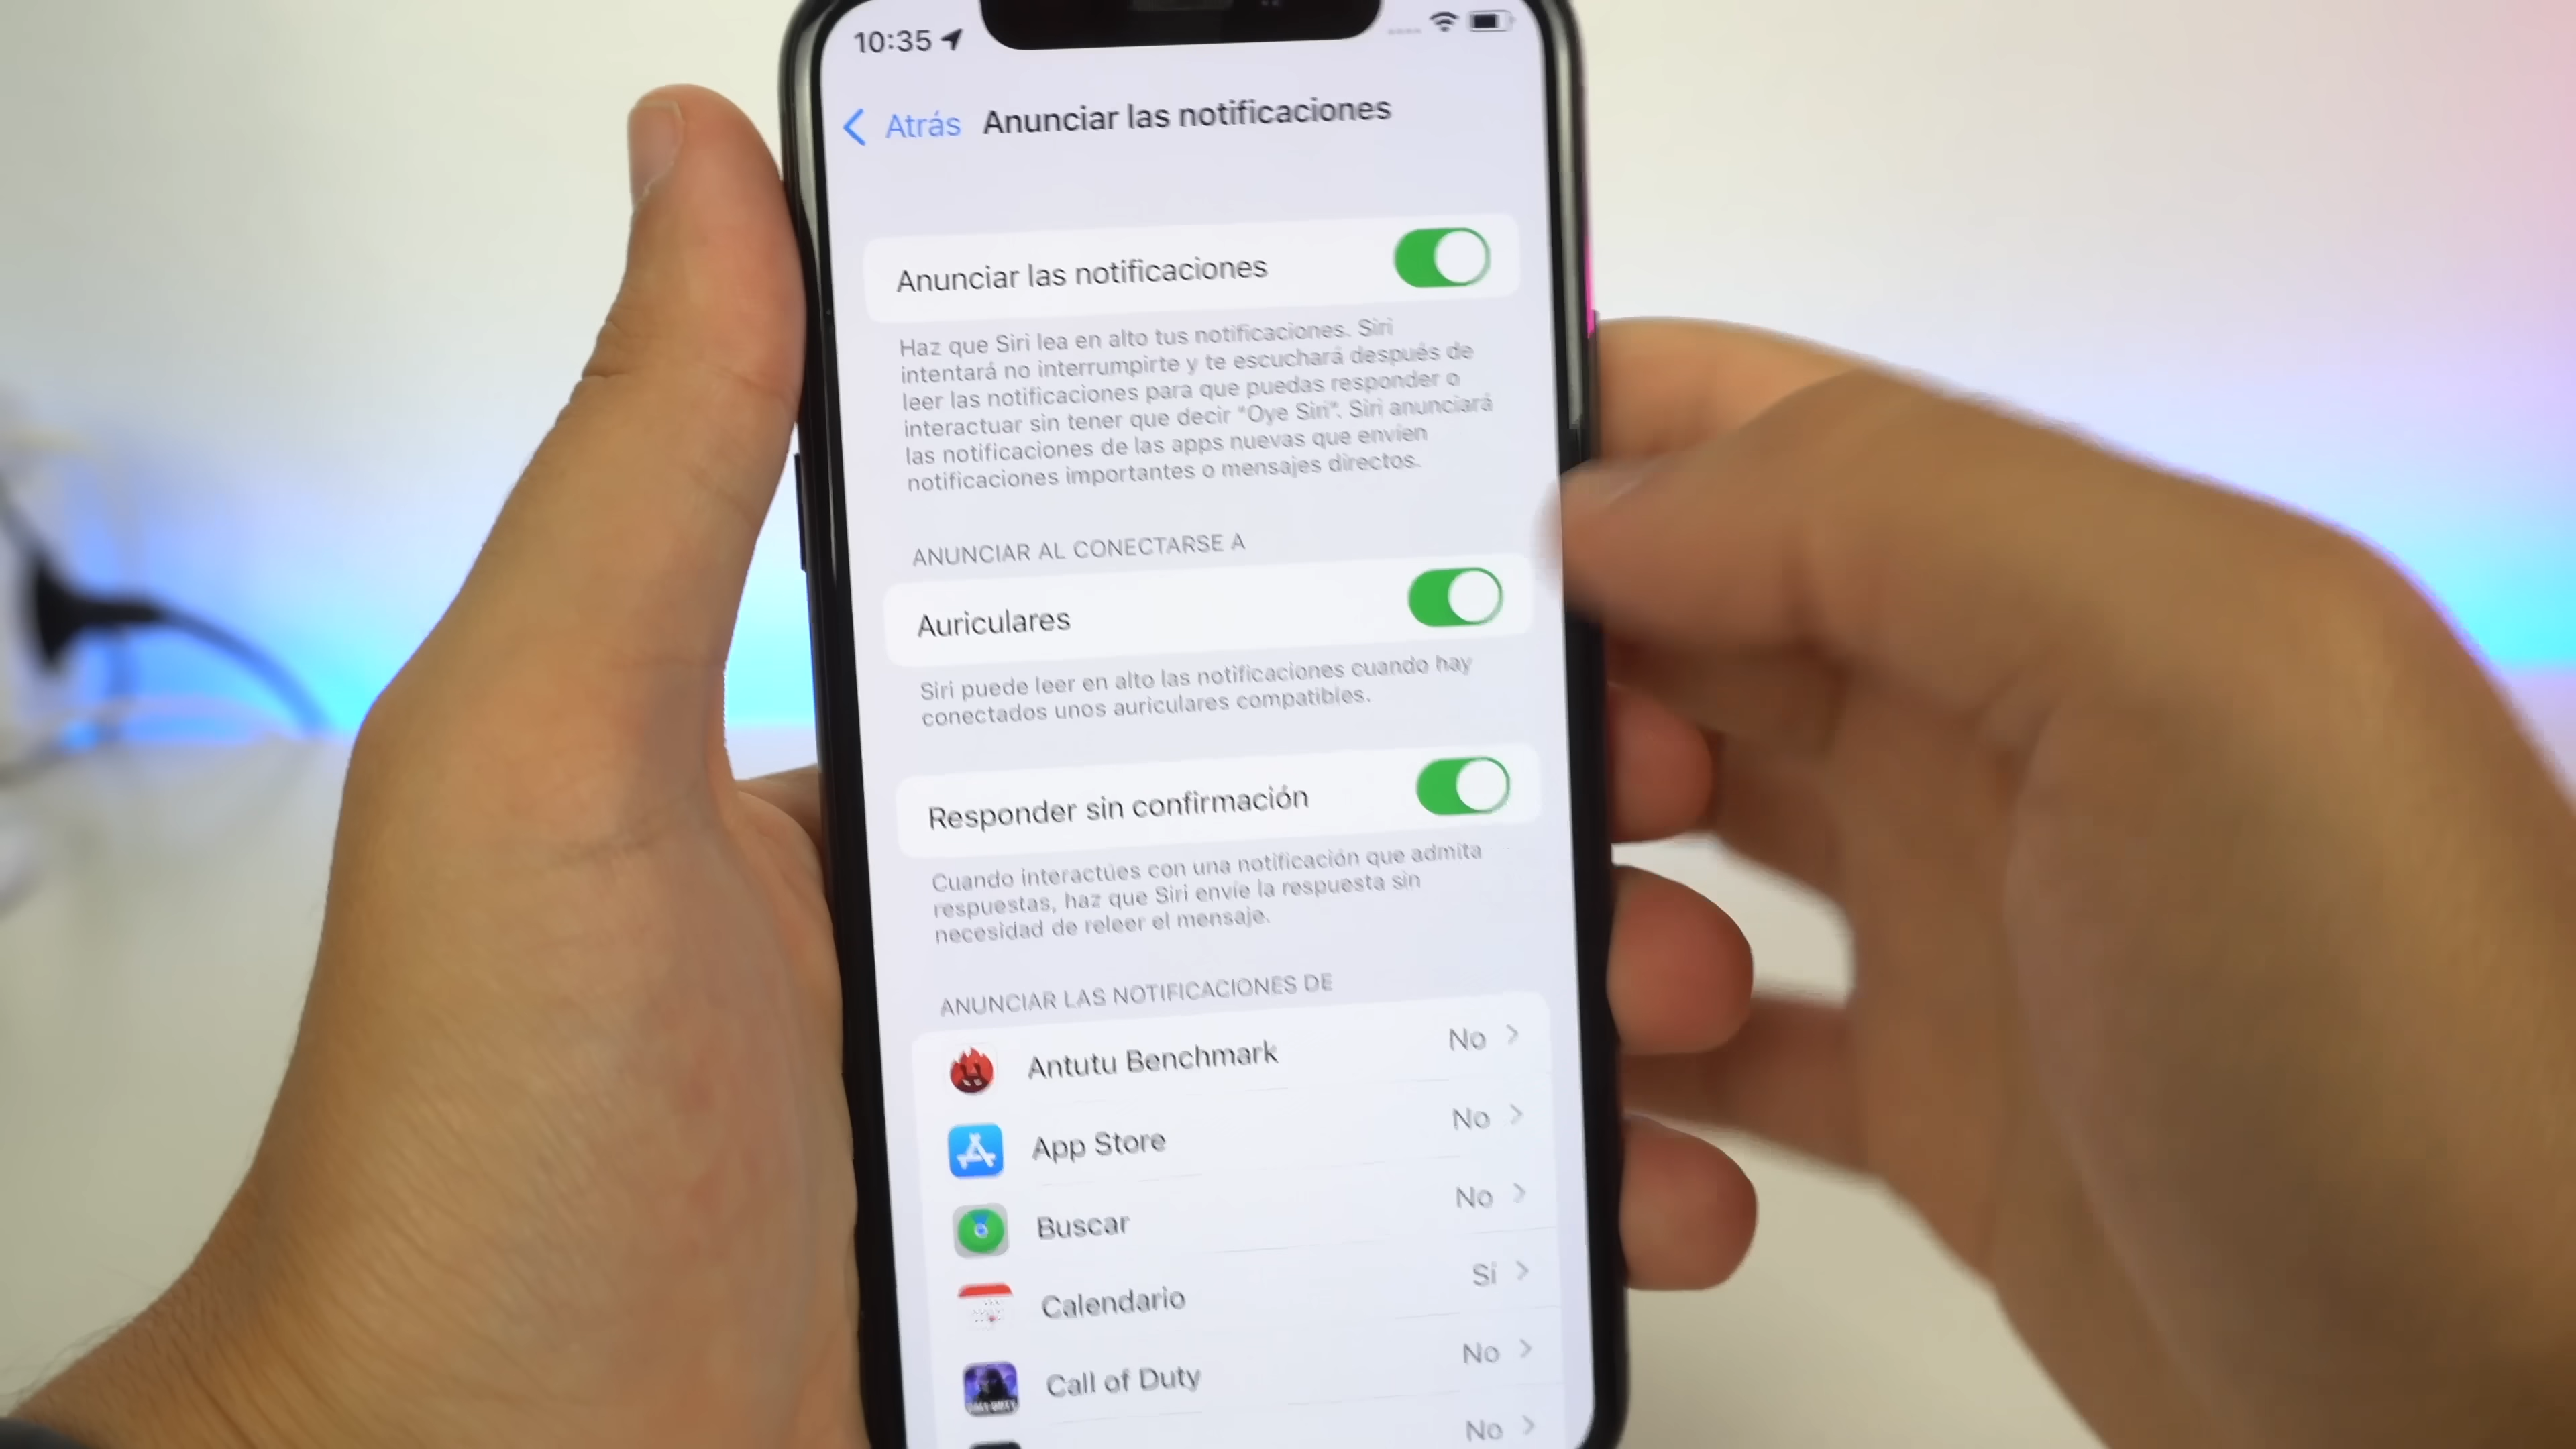 10:35
Atrás Anunciar las notificaciones
Anunciar las notificaciones
Haz que Siri lea en alto tus notificaciones. Siri
intentará no interrumpirte y te escuchará después de
leer las notificaciones para que puedas responder o
interactuar sin tener que decir "Oye Siri". Siri anunciará
las notificaciones de las apps nuevas que envíen
notificaciones importantes o mensajes directos.
ANUNCIAR AL CONECTARSE A
Auriculares
Siri puede leer en alto las notificaciones cuando hay
conectados unos auriculares compatibles.
Responder sin confirmación
Cuando interactúes con una notificación que admita
respuestas, haz que Siri envíe la respuesta sin
necesidad de releer el mensaje.
ANUNCIAR LAS NOTIFICACIONES DE
Antutu Benchmark No
App Store No
Buscar No
Calendario Sí
Call of Duty No
No